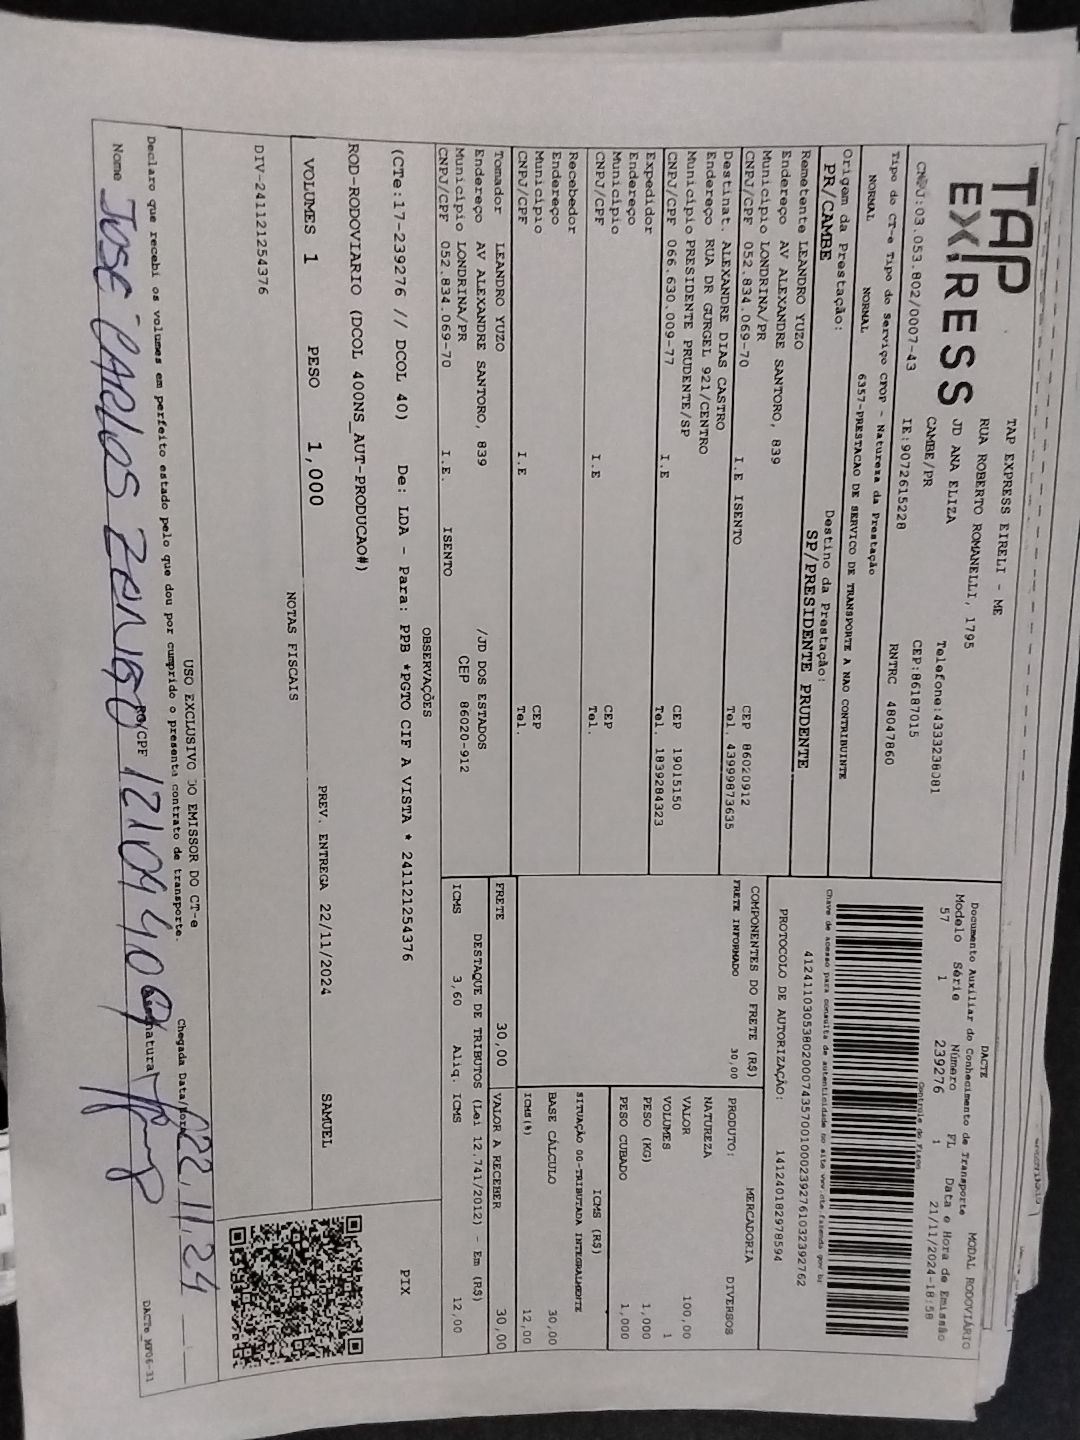 TAP EXPRESS
TAP EXPRESS EIRELI - ME
RUA ROBERTO ROMANELLI, 1795
JD ANA ELIZA
CAMBE/PR
Telefone:4333238081
CEP:86187015
CNPJ:03.053.802/0007-43 IE:9072615228 RNTRC 48047860
DACTE MODAL RODOVIÁRIO
Documento Auxiliar do Conhecimento de Transporte
Modelo Série Número FL Data e Hora de Emissão
57 1 239276 1 21/11/2024-18:58
Controle do Fisco
Chave de acesso para consulta de autenticidade no site www.cte.fazenda.gov.br
41241103053802000743570010002392761032392762
PROTOCOLO DE AUTORIZAÇÃO: 141240182978594
Tipo do CT-e Tipo do Serviço CFOP - Natureza da Prestação
NORMAL NORMAL 6357-PRESTACAO DE SERVICO DE TRANSPORTE A NAO CONTRIBUINTE
Origem da Prestação: Destino da Prestação:
PR/CAMBE SP/PRESIDENTE PRUDENTE
Remetente LEANDRO YUZO
Endereço AV ALEXANDRE SANTORO, 839
Município LONDRINA/PR CEP 86020912
CNPJ/CPF 052.834.069-70 I.E ISENTO Tel. 43999873635
Destinat. ALEXANDRE DIAS CASTRO
Endereço RUA DR GURGEL 921/CENTRO
Município PRESIDENTE PRUDENTE/SP CEP 19015150
CNPJ/CPF 066.630.009-77 I.E Tel. 1839284323
Expedidor
Endereço
Município CEP
CNPJ/CPF I.E Tel.
Recebedor
Endereço
Município CEP
CNPJ/CPF I.E Tel.
Tomador LEANDRO YUZO
Endereço AV ALEXANDRE SANTORO, 839 /JD DOS ESTADOS
Município LONDRINA/PR CEP 86020-912
CNPJ/CPF 052.834.069-70 I.E. ISENTO
COMPONENTES DO FRETE (R$)
FRETE INFORMADO 30,00
MERCADORIA
PRODUTO: DIVERSOS
NATUREZA
VALOR 100,00
VOLUMES 1
PESO (KG) 1,000
PESO CUBADO 1,000
ICMS (R$)
SITUAÇÃO 00-TRIBUTADA INTEGRALMENTE
BASE CÁLCULO 30,00
ICMS(%) 12,00
FRETE 30,00 VALOR A RECEBER 30,00
DESTAQUE DE TRIBUTOS (Lei 12.741/2012) - Em (R$)
ICMS 3,60 Aliq. ICMS 12,00
OBSERVAÇÕES
(CTe:17-239276 // DCOL 40) De: LDA - Para: PPB *PGTO CIF A VISTA * 241121254376
ROD-RODOVIARIO (DCOL 400NS_AUT-PRODUCAO#)
PIX
VOLUMES 1 PESO 1,000 PREV. ENTREGA 22/11/2024 SAMUEL
NOTAS FISCAIS
DIV-241121254376
USO EXCLUSIVO DO EMISSOR DO CT-e
Declaro que recebi os volumes em perfeito estado pelo que dou por cumprido o presente contrato de transporte. Chegada Data/Hora 22.11.24
Nome JOSÉ CARLOS RG/CPF Assinatura
DACTe_MP06-31